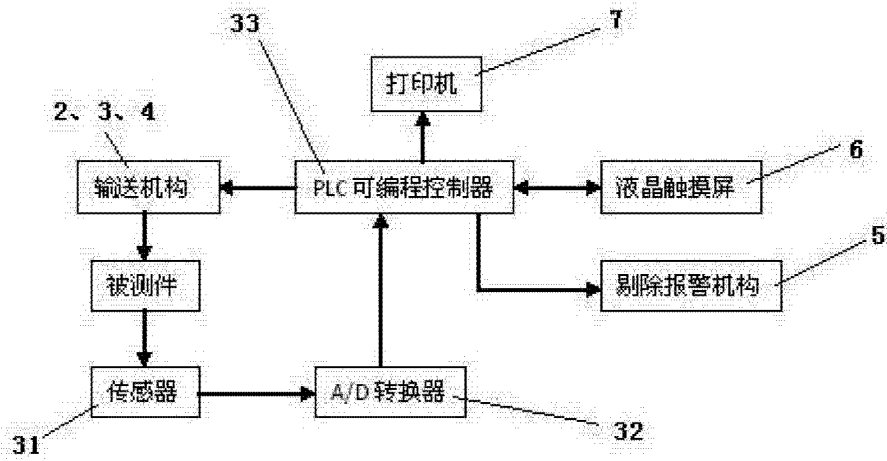 33
7
打印机
2、3、4
6
输送机构
PLC可编程控制器
液晶触摸屏
5
被测件
剔除报警机构
传感器
A/D转换器
31
32